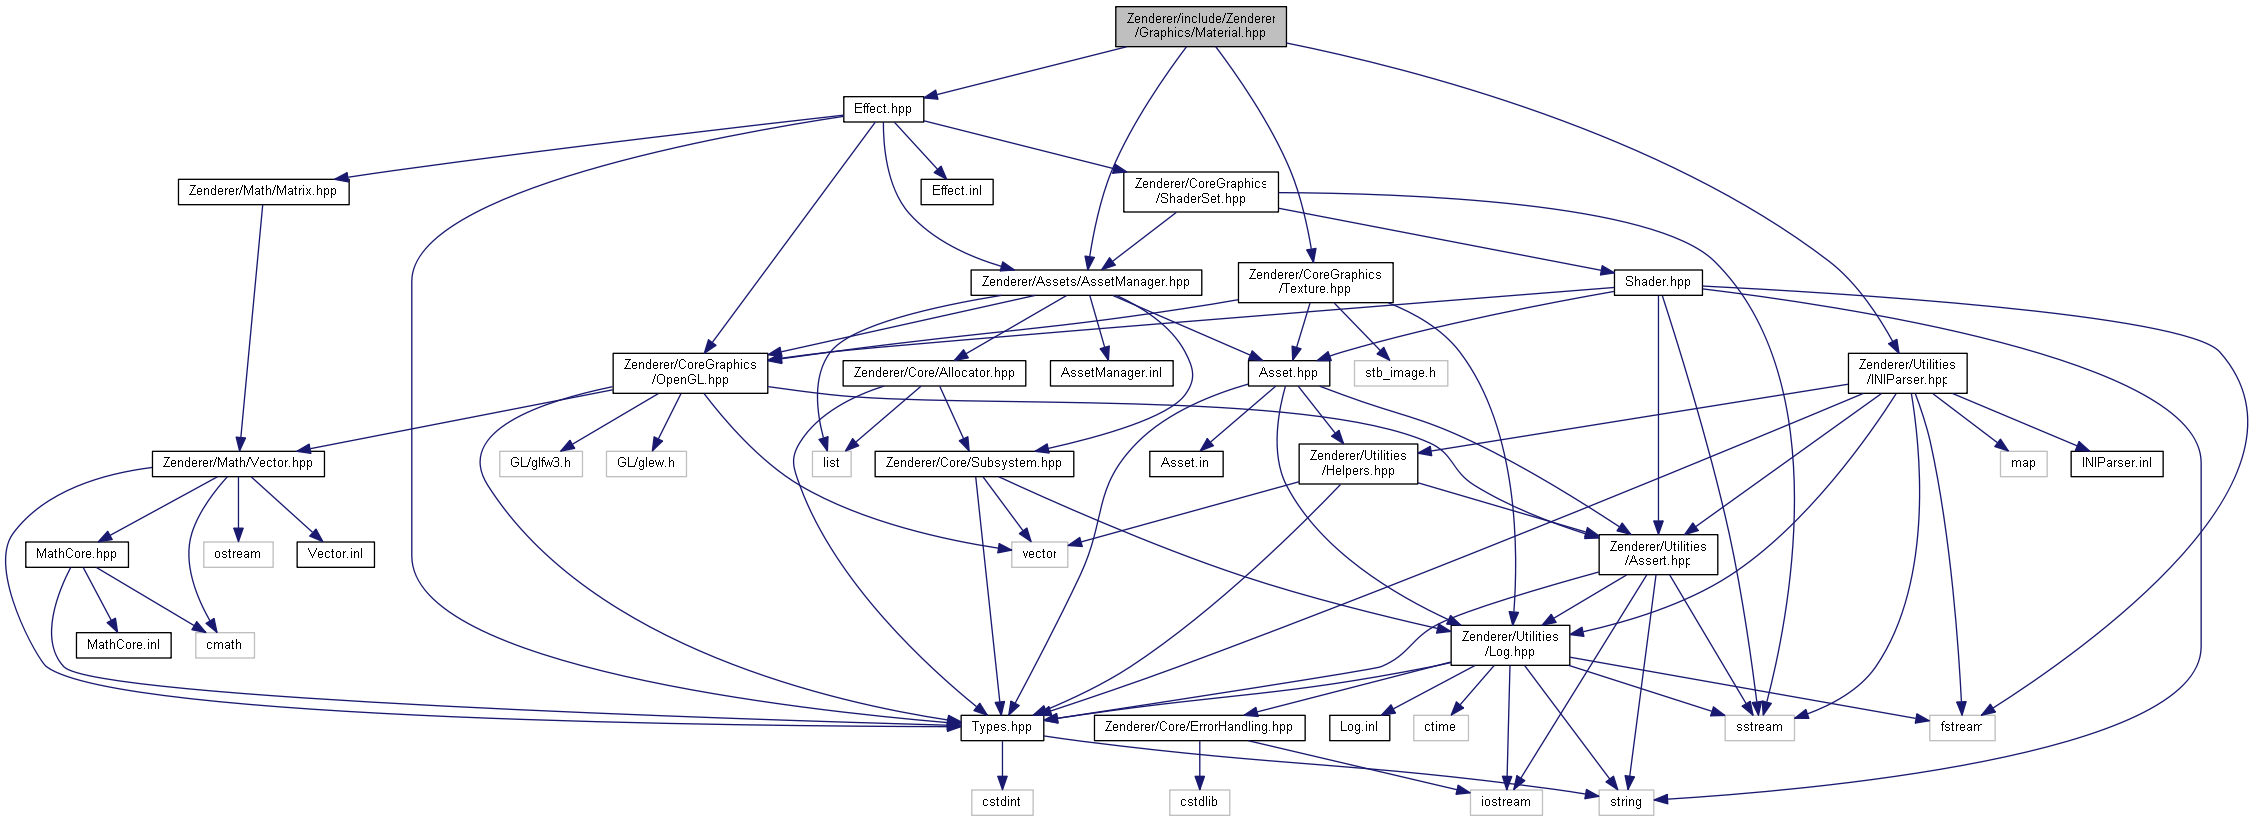 Zenderer/include/Zenderer
/Graphics/Material.hpp
Effect.hpp
Zenderer/Math/Matrix.hpp
Effect.inl
Zenderer/CoreGraphics
/ShaderSet.hpp
Zenderer/Assets/AssetManager.hpp
Zenderer/CoreGraphics
/Texture.hpp
Shader.hpp
Zenderer/CoreGraphics
/OpenGL.hpp
Zenderer/Core/Allocator.hpp
AssetManager.inl
Asset.hpp
stb_image.h
Zenderer/Utilities
/INIParser.hpp
Zenderer/Math/Vector.hpp
GL/glfw3.h
GL/glew.h
list
Zenderer/Core/Subsystem.hpp
Asset.in
Zenderer/Utilities
/Helpers.hpp
map
INIParser.inl
MathCore.hpp
ostream
Vector.inl
vector
Zenderer/Utilities
/Assert.hpp
MathCore.inl
cmath
Zenderer/Utilities
/Log.hpp
Types.hpp
Zenderer/Core/ErrorHandling.hpp
Log.inl
ctime
sstream
fstream
cstdint
cstdlib
iostream
string